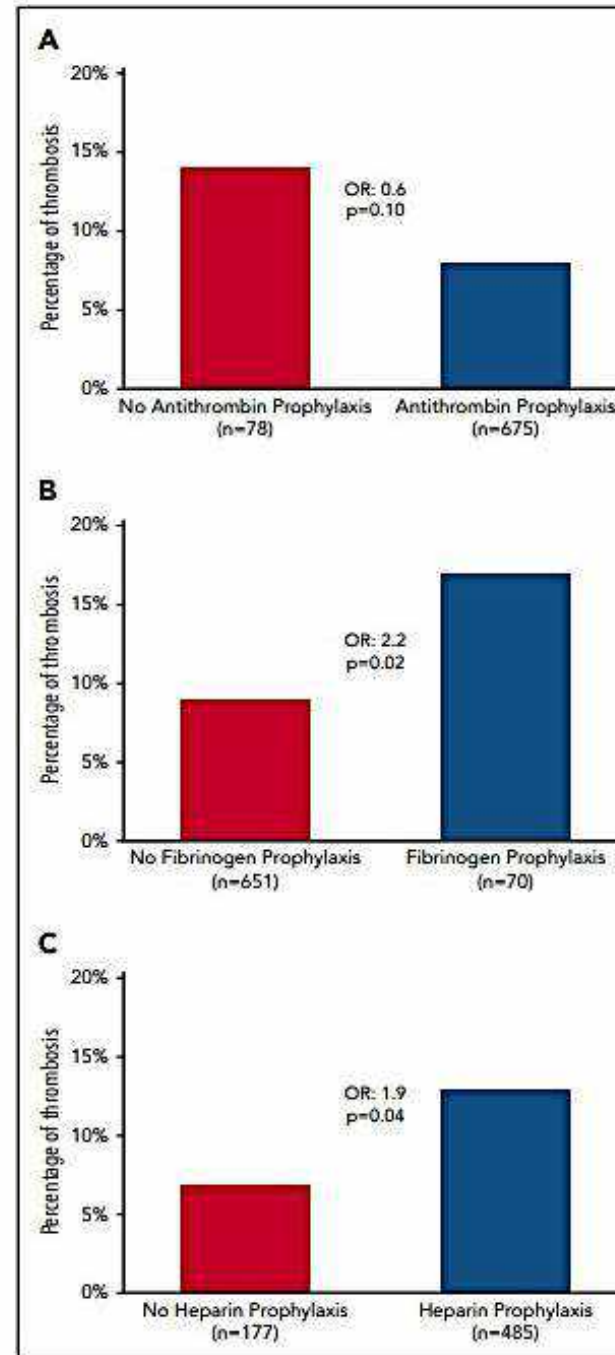 A
Percentage of thrombosis
20%
15%
10%
5%
0%
OR: 0.6
p=0.10
No Antithrombin Prophylaxis
(n=78)
Antithrombin Prophylaxis
(n=675)
B
Percentage of thrombosis
20%
15%
10%
5%
0%
OR: 2.2
p=0.02
No Fibrinogen Prophylaxis
(n=651)
Fibrinogen Prophylaxis
(n=70)
C
Percentage of thrombosis
20%
15%
10%
5%
0%
OR: 1.9
p=0.04
No Heparin Prophylaxis
(n=177)
Heparin Prophylaxis
(n=485)